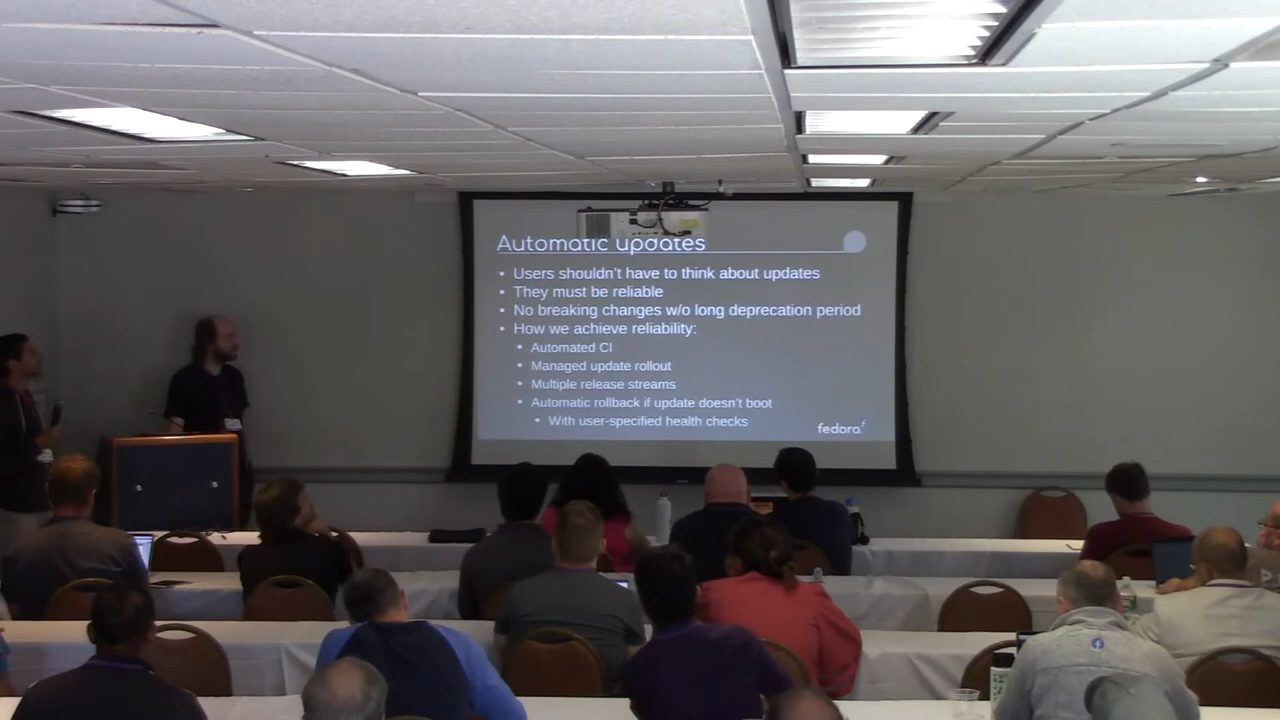 Automatic updates
• Users shouldn't have to think about updates
• They must be reliable
• No breaking changes w/o long deprecation period
• How we achieve reliability:
• Automated CI
• Managed update rollout
• Multiple release streams
• Automatic rollback if update doesn't boot
• With user-specified health checks
fedora